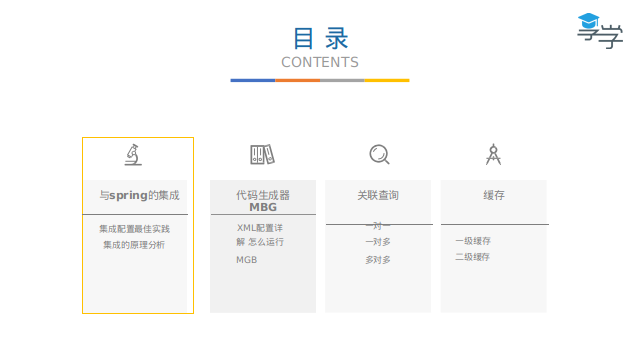 目 录
CONTENTS
与spring的集成
集成配置最佳实践
集成的原理分析
代码生成器
MBG
XML配置详
解 怎么运行
MGB
关联查询
一对一
一对多
多对多
缓存
一级缓存
二级缓存